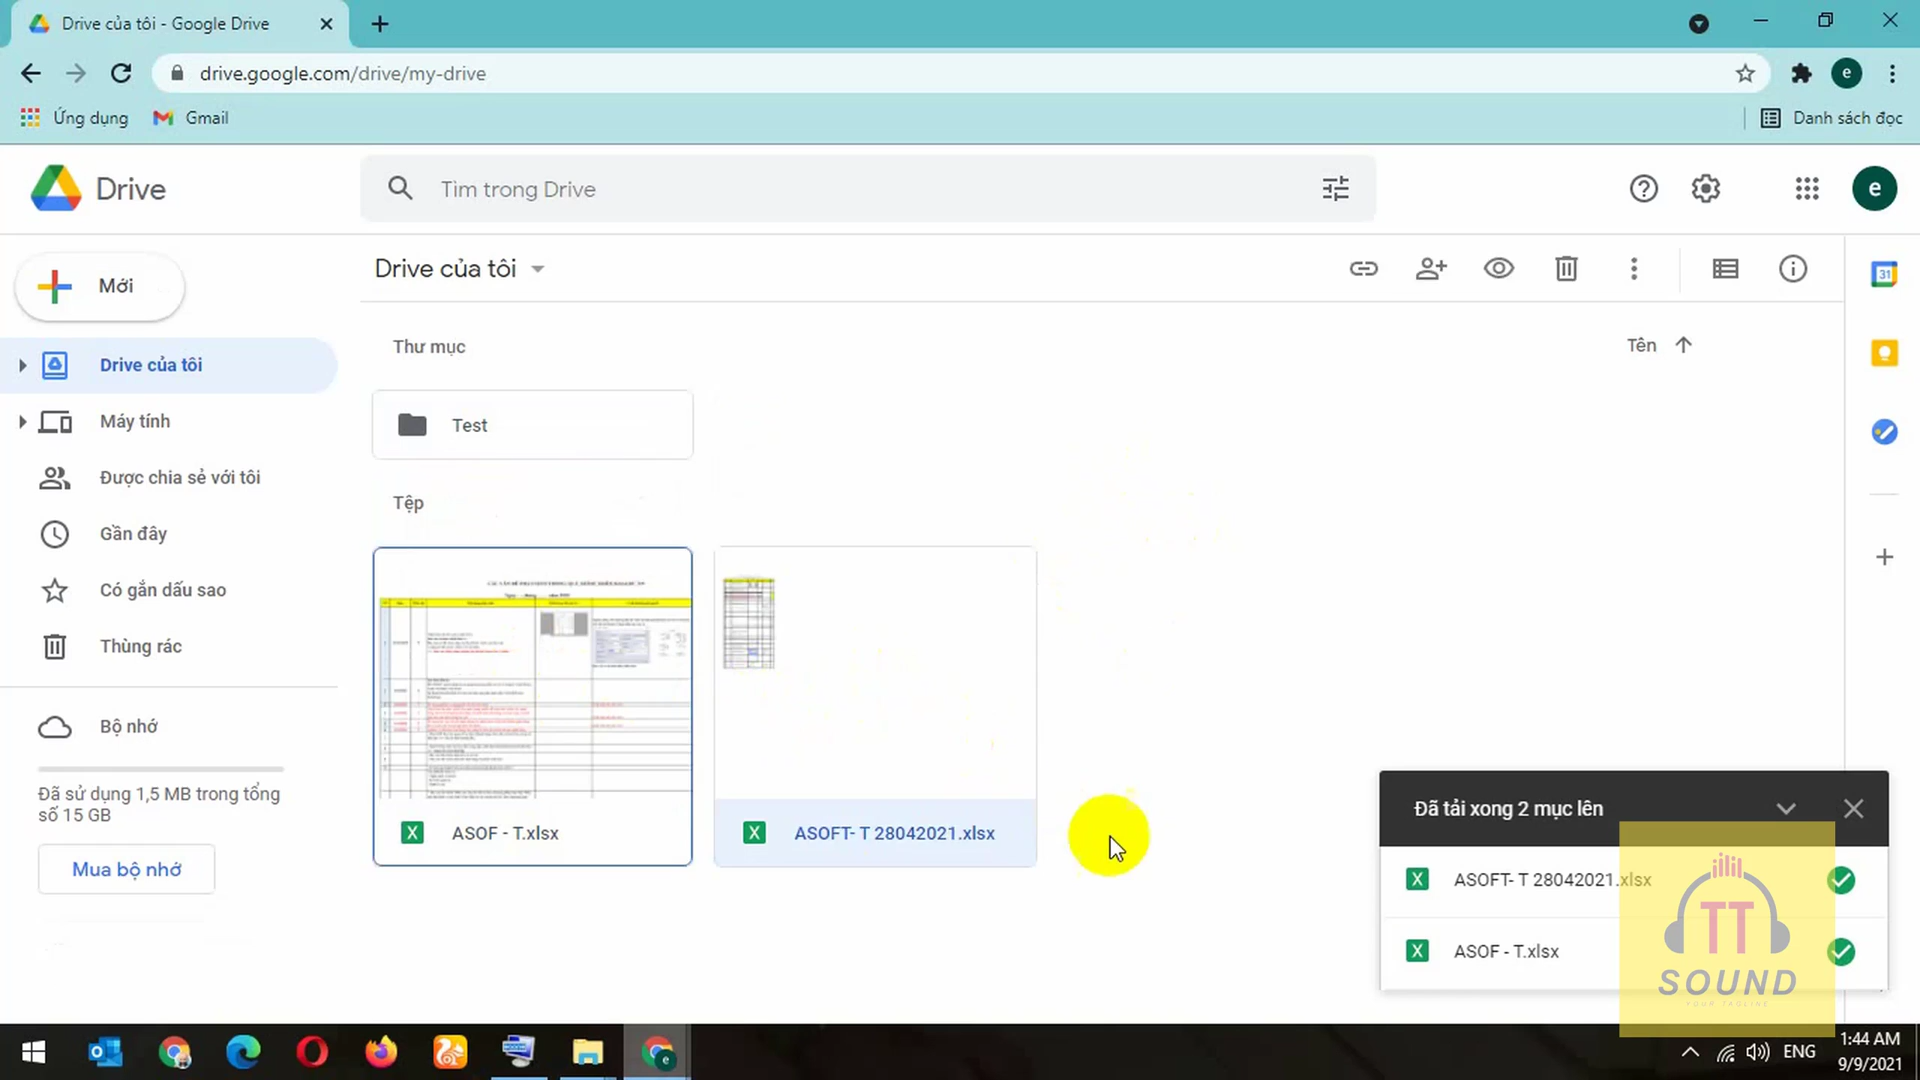 Drive của tôi - Google Drive
drive.google.com/drive/my-drive
e
Ứng dụng
Gmail
Danh sách đọc
Drive
Tìm trong Drive
e
Mới
Drive của tôi
31
Drive của tôi
Máy tính
Được chia sẻ với tôi
Gần đây
Có gắn dấu sao
Thùng rác
Bộ nhớ
Đã sử dụng 1,5 MB trong tổng
số 15 GB
Mua bộ nhớ
Thư mục
Tên
Test
Tệp
X ASOF - T.xlsx
X ASOFT- T 28042021.xlsx
Đã tải xong 2 mục lên
X ASOFT- T 28042021.xlsx
X ASOF - T.xlsx
TT
SOUND
YOUR TAGLINE
e
ENG
1:44 AM
9/9/2021